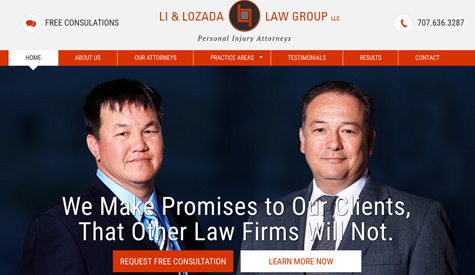 FREE CONSULATIONS
LI & LOZADA LAW GROUP LLC
Personal Injury Attorneys
707.636.3287
HOME ABOUT US OUR ATTORNEYS PRACTICE AREAS TESTIMONIALS RESULTS CONTACT
We Make Promises to Our Clients,
That Other Law Firms Will Not.
REQUEST FREE CONSULTATION LEARN MORE NOW